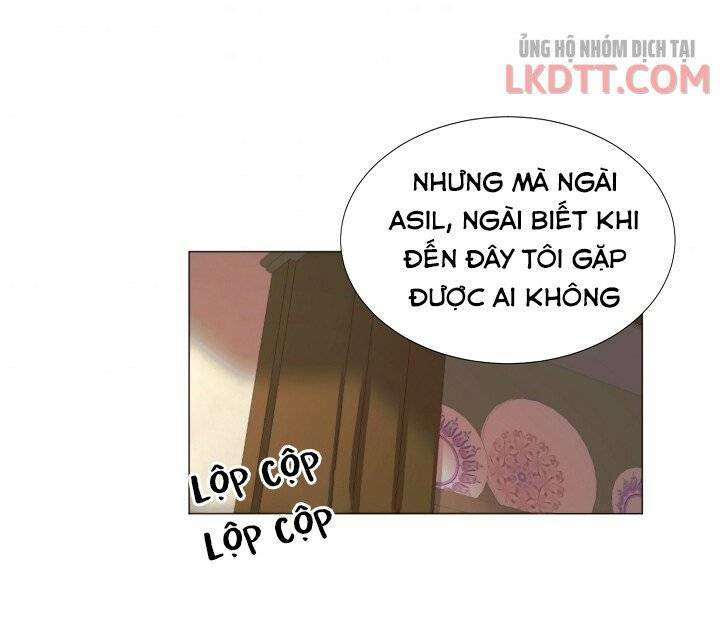 ỦNG HỘ NHÓM DỊCH TẠI
LKDTT.COM
NHƯNG MÀ NGÀI
ASIL, NGÀI BIẾT KHI
ĐẾN ĐÂY TÔI GẶP
ĐƯỢC AI KHÔNG
LỘP CỘP
LỘP CỘP